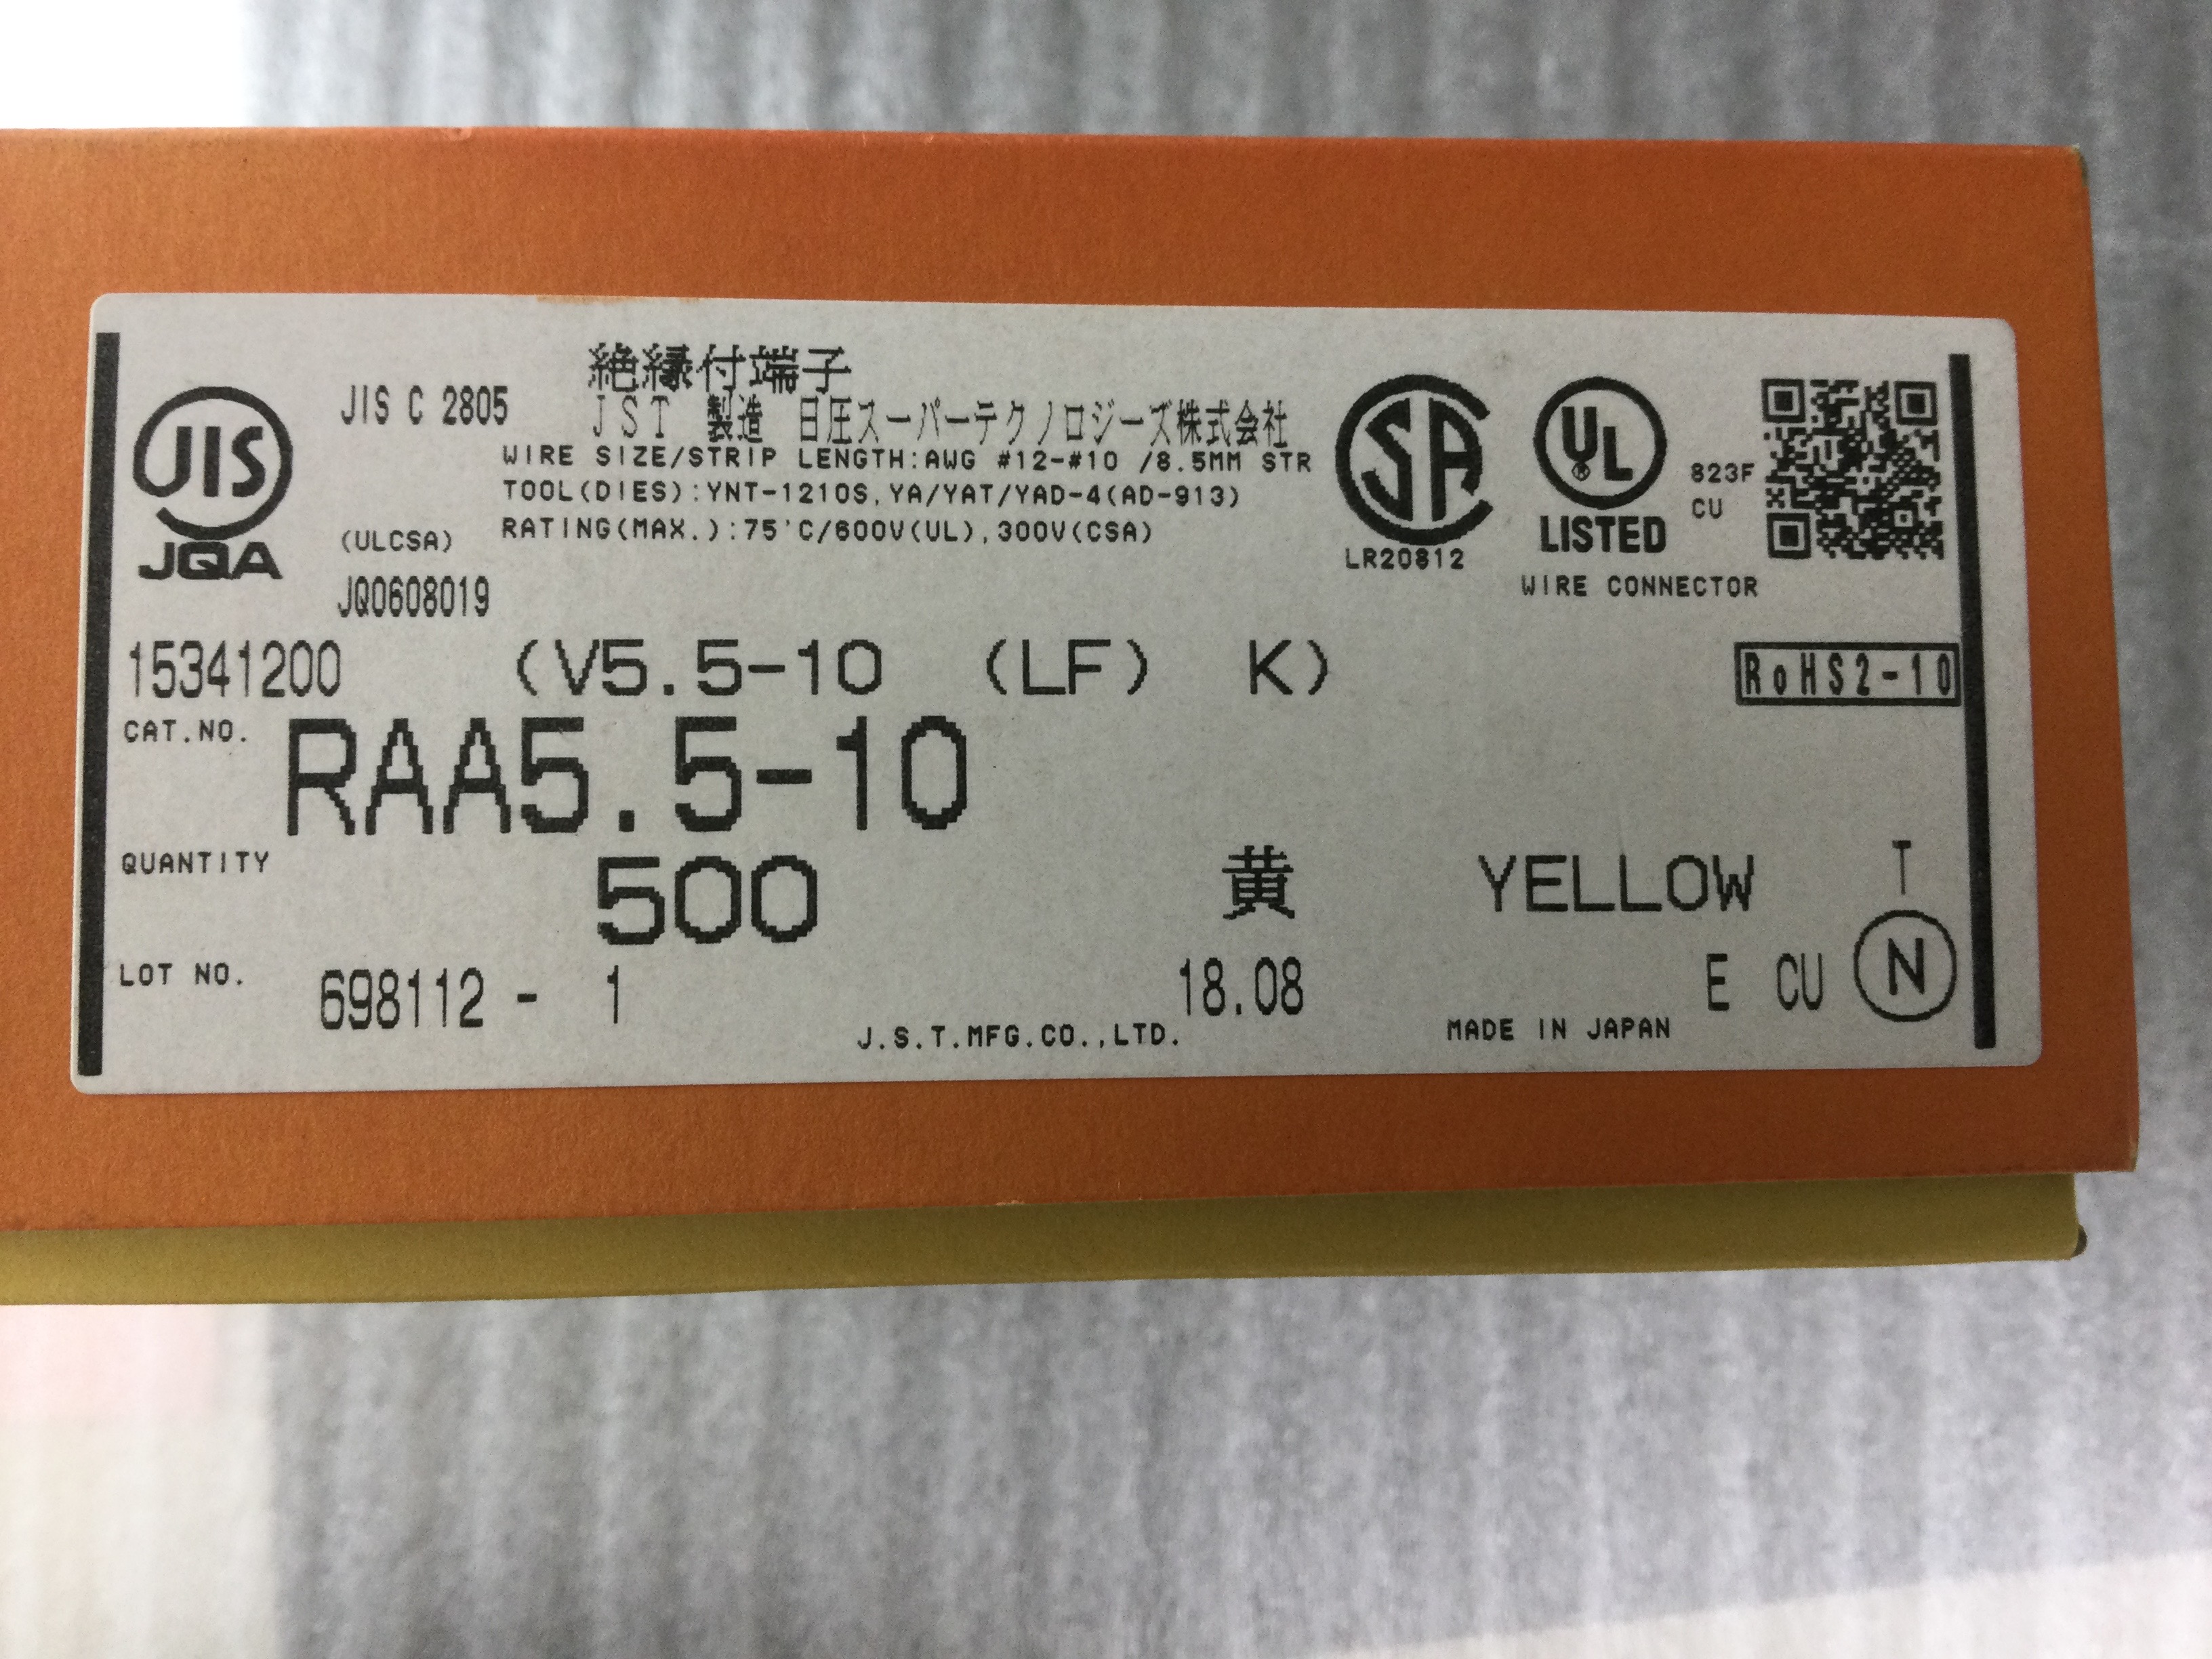 JIS
JQA
JIS C 2805
絶縁付端子
JST 製造 日圧スーパーテクノロジーズ株式会社
WIRE SIZE/STRIP LENGTH:AWG #12-#10 /8.5MM STR
TOOL(DIES):YNT-1210S,YA/YAT/YAD-4(AD-913)
RATING(MAX.):75'C/600V(UL),300V(CSA)
(ULCSA)
JQ0608019
SA
LR20812
UL
®
LISTED
823F
CU
WIRE CONNECTOR
15341200 (V5.5-10 (LF) K)
RoHS2-10
CAT.NO. RAA5.5-10
QUANTITY 500 黄 YELLOW T
LOT NO. 698112 - 1 18.08 E CU N
J.S.T.MFG.CO.,LTD. MADE IN JAPAN